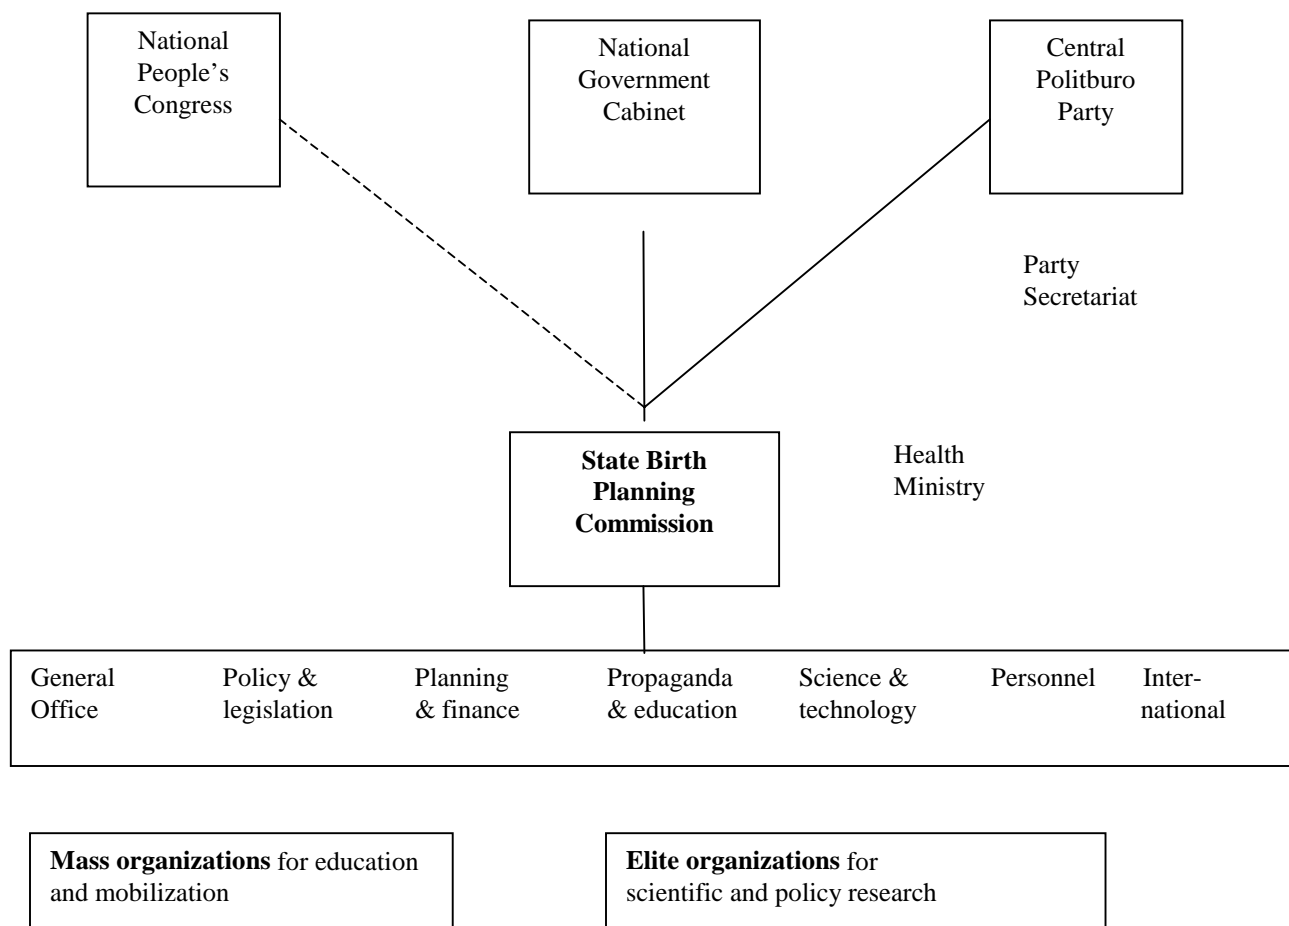 National
People’s
Congress
National
Government
Cabinet
Central
Politburo
Party
Party
Secretariat
State Birth
Planning
Commission
Health
Ministry
General
Office
Policy &
legislation
Planning
& finance
Propaganda
& education
Science &
technology
Personnel
Inter-
national
Mass organizations for education
and mobilization
Elite organizations for
scientific and policy research